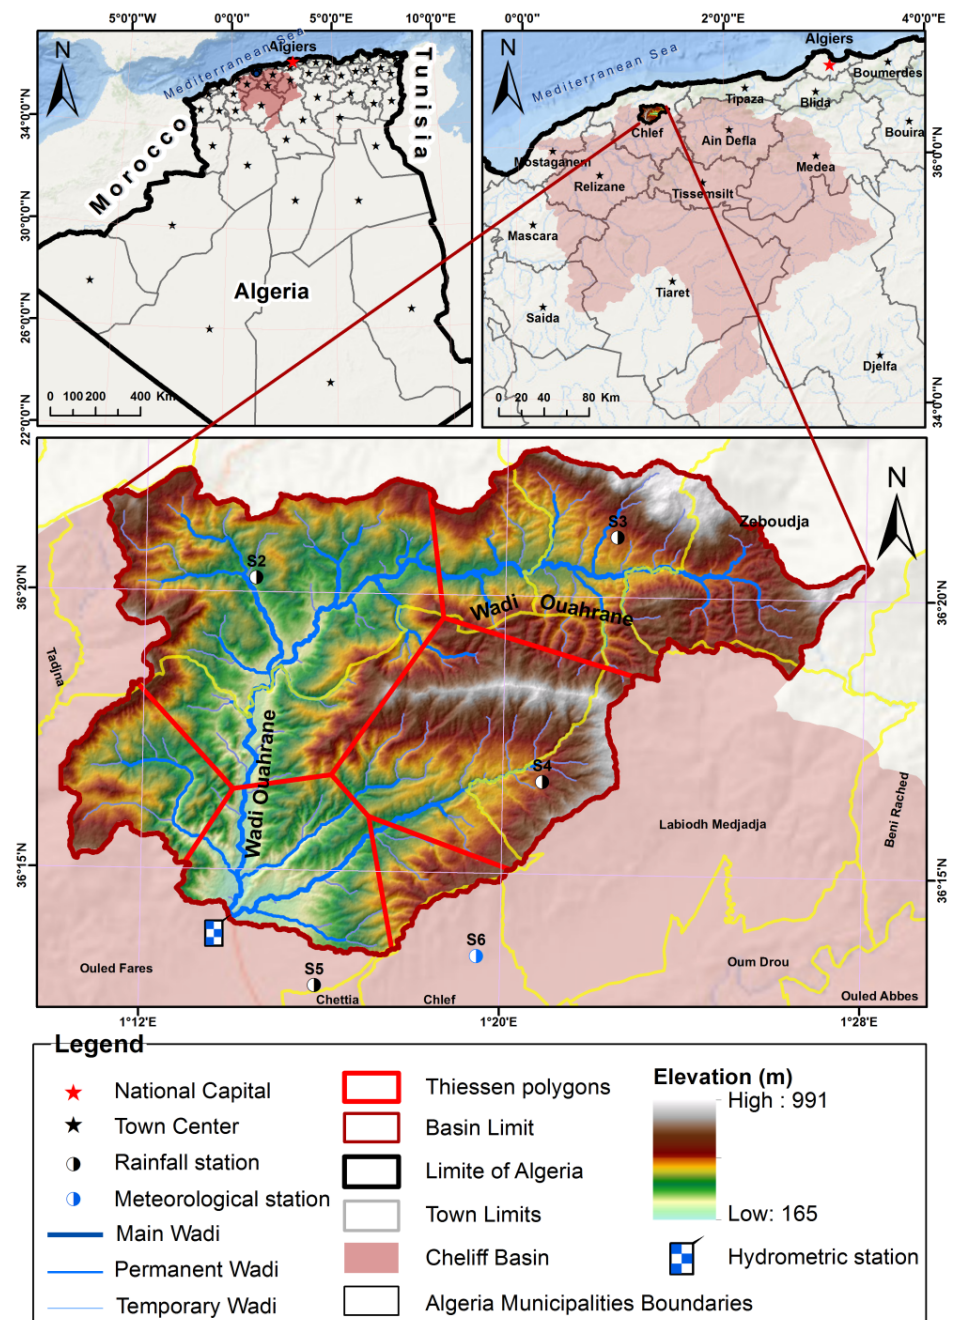 5°0'0"W 0°0'0" 5°0'0"E 10°0'0"E
34°0'0"N
30°0'0"N
26°0'0"N
22°0'0"N
N
Mediterranean Sea
Algiers
Tunisia
Morocco
Algeria
0 100 200 400 Km
0°0'0" 2°0'0"E 4°0'0"E
36°0'0"N
34°0'0"N
N
Mediterranean Sea
Algiers
Boumerdes
Tipaza
Blida
Bouira
Chlef
Ain Defla
Mostaganem
Medea
Relizane
Tissemsilt
Mascara
Tiaret
Saida
Djelfa
0 20 40 80 Km
N
S3
Zeboudja
S2
36°20'N
36°20'N
Wadi Ouahrane
Tadjna
Wadi Ouahrane
S4
Labiodh Medjadja
Beni Rached
36°15'N
36°15'N
S6
Ouled Fares
S5
Oum Drou
Chettia
Chlef
Ouled Abbes
1°12'E 1°20'E 1°28'E
Legend
National Capital
Town Center
Rainfall station
Meteorological station
Main Wadi
Permanent Wadi
Temporary Wadi
Thiessen polygons
Basin Limit
Limite of Algeria
Town Limits
Cheliff Basin
Algeria Municipalities Boundaries
Elevation (m)
High : 991
Low: 165
Hydrometric station